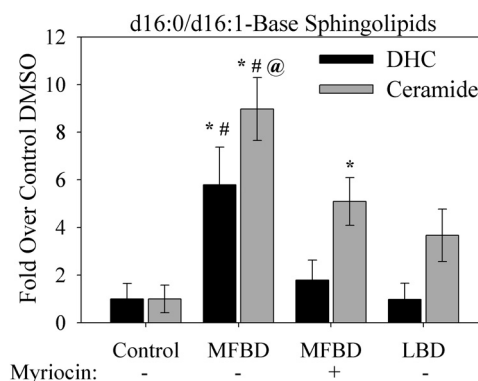 d16:0/d16:1-Base Sphingolipids
Fold Over Control DMSO
12
10
8
6
4
2
0
DHC
Ceramide
* #
* # @
*
Control MFBD MFBD LBD
Myriocin: - - + -